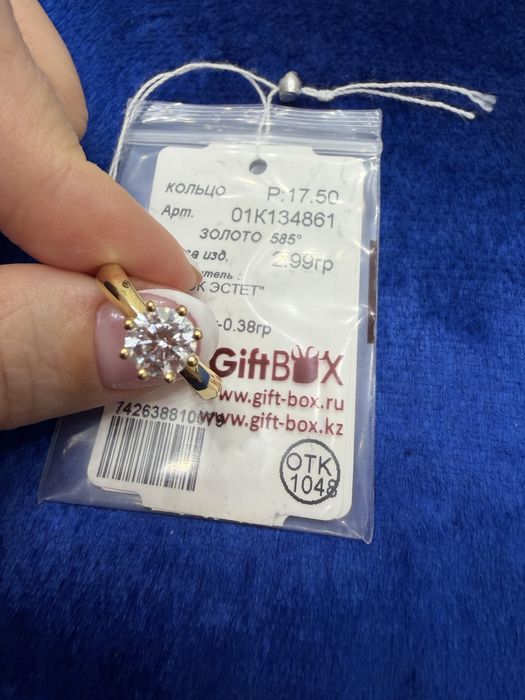 КОЛЬЦО Р:17.50
Арт. 01К134861
ЗОЛОТО 585°
изд. 2.99гр
ЭСТЕТ"
-0.38гр
GiftBOX
www.gift-box.ru
www.gift-box.kz
ОТК
1048